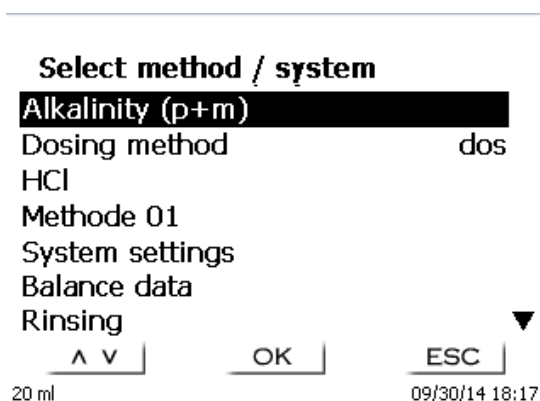 Select method / system
Alkalinity (p+m)
Dosing method dos
HCl
Methode 01
System settings
Balance data
Rinsing
OK ESC
20 ml 09/30/14 18:17